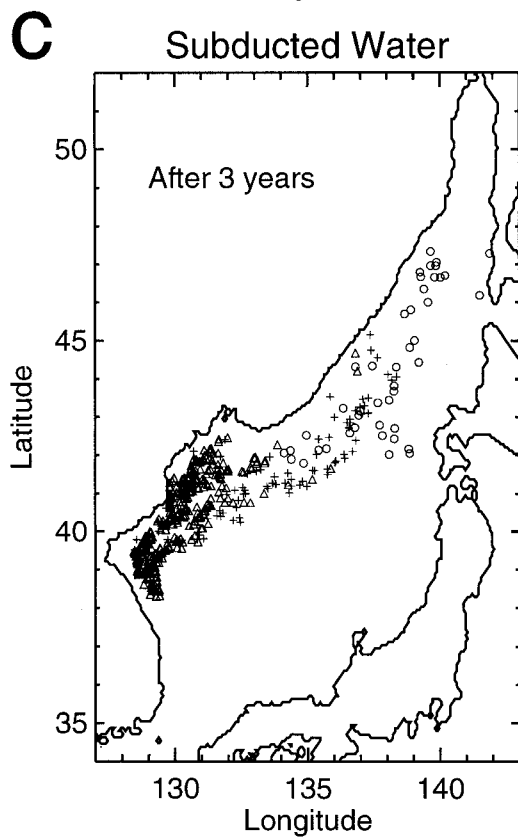 C
Subducted Water
After 3 years
50
45
40
35
130 135 140
Latitude
Longitude